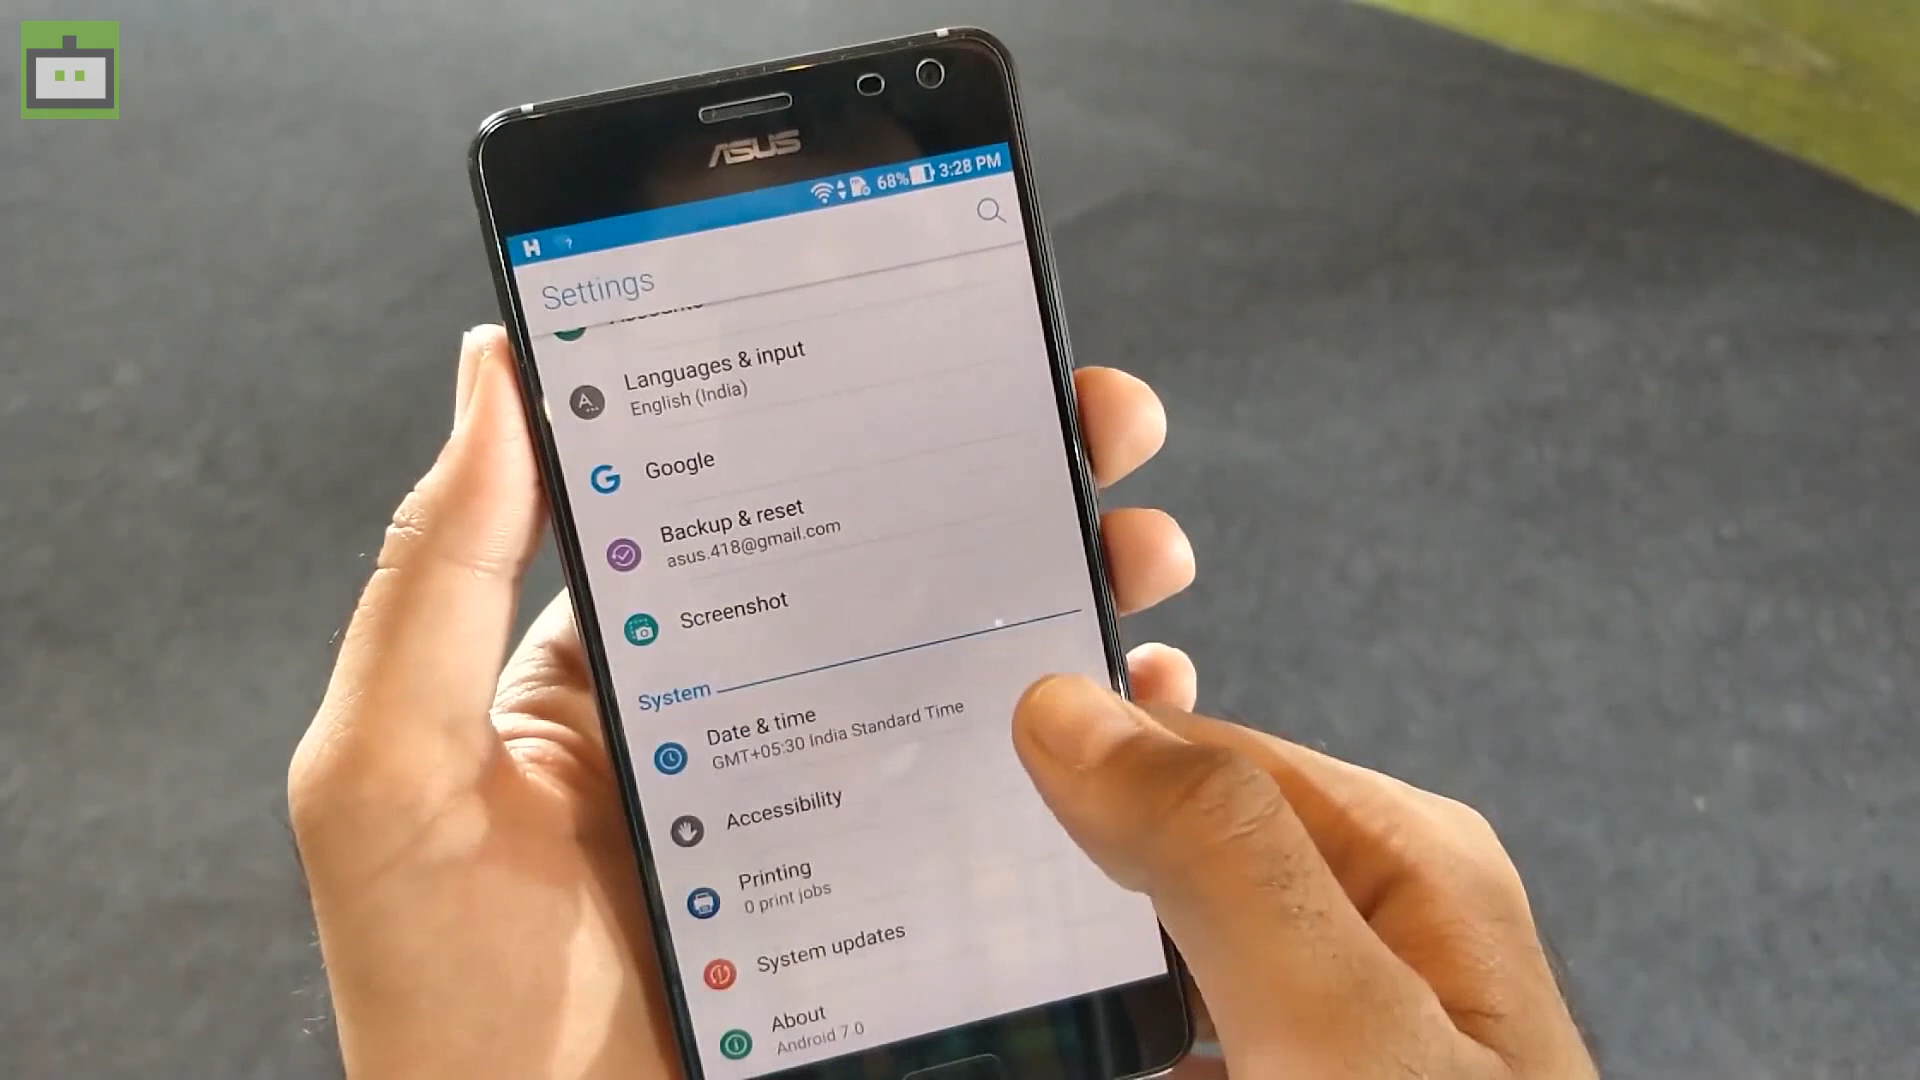 ASUS
68% 3:28 PM
H ?
Settings
Accounts
Languages & input
English (India)
Google
Backup & reset
asus.418@gmail.com
Screenshot
System
Date & time
GMT+05:30 India Standard Time
Accessibility
Printing
0 print jobs
System updates
About
Android 7.0